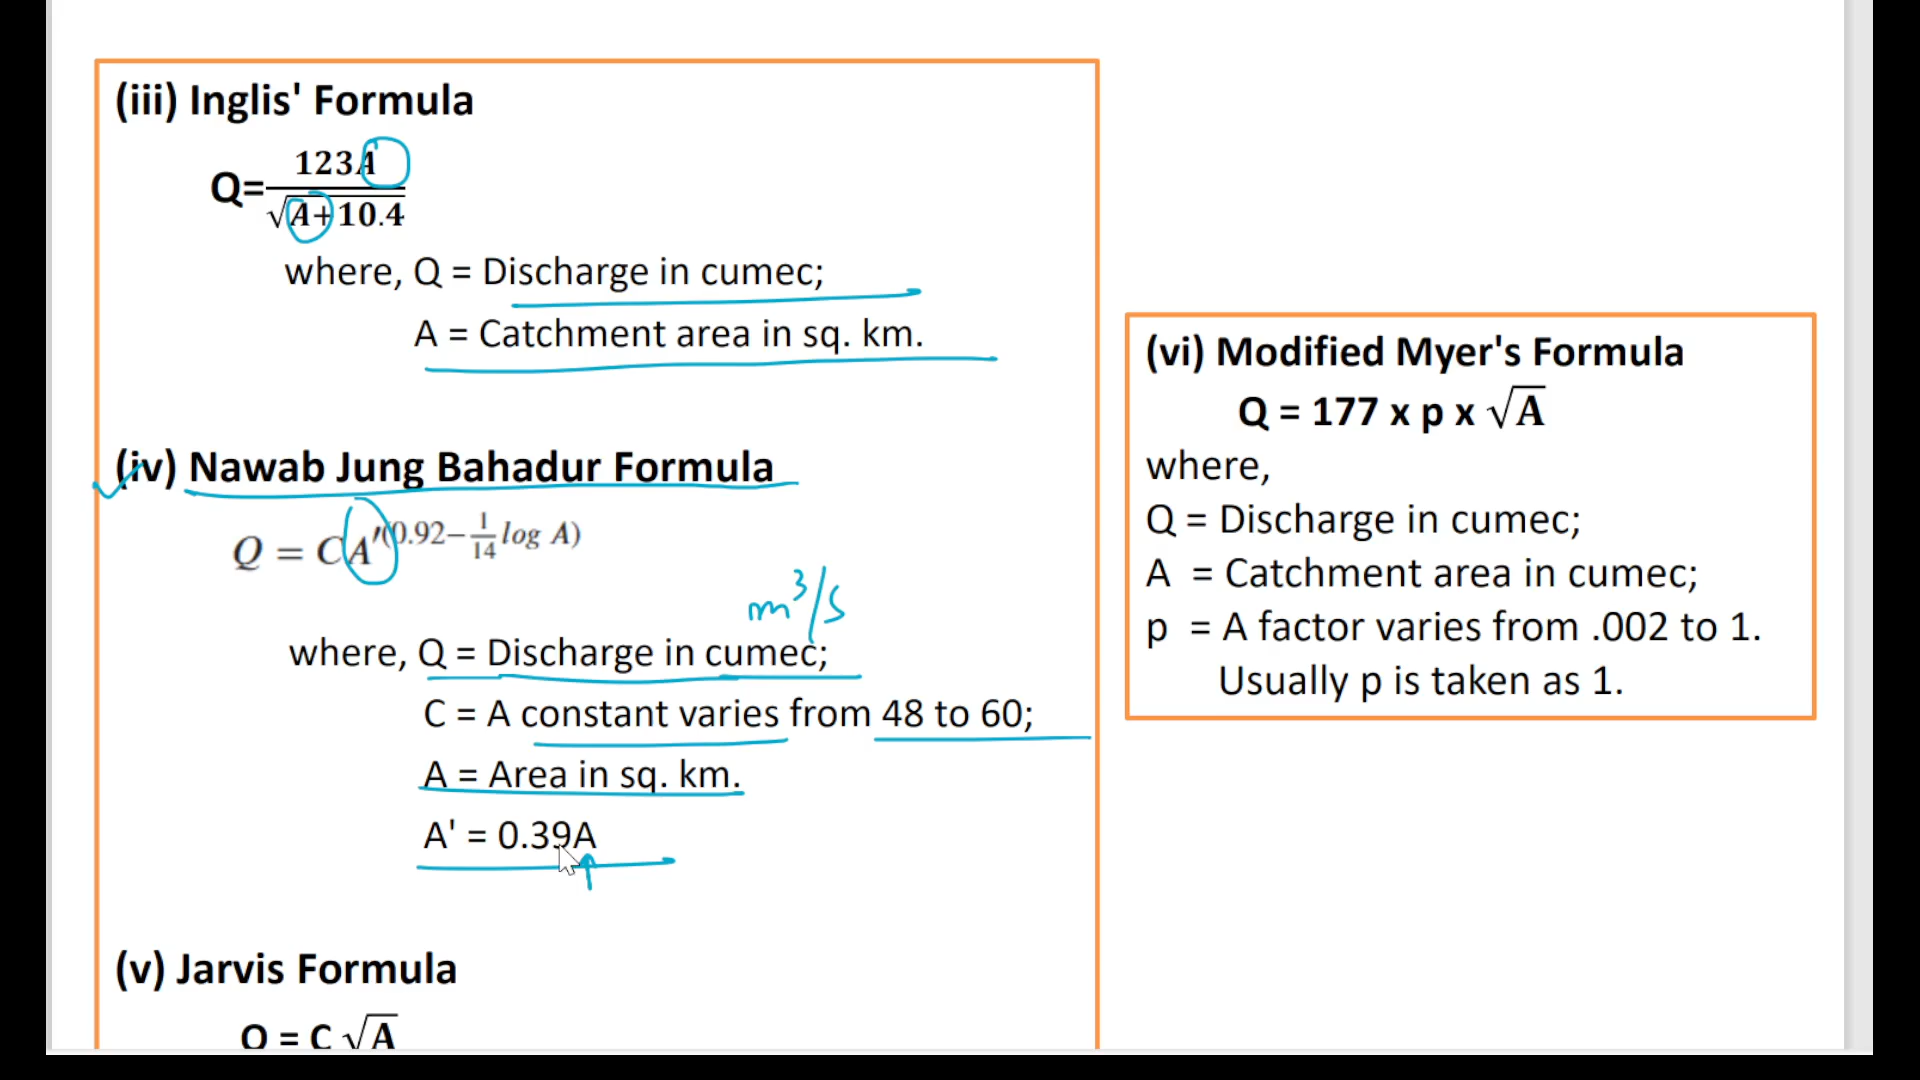 (iii) Inglis' Formula
Q= 123A / √A+10.4
where, Q = Discharge in cumec;
A = Catchment area in sq. km.
(iv) Nawab Jung Bahadur Formula
Q = CA'(0.92−1/14 log A)
m³/s
where, Q = Discharge in cumec;
C = A constant varies from 48 to 60;
A = Area in sq. km.
A' = 0.39A
(v) Jarvis Formula
Q = C √A
(vi) Modified Myer's Formula
Q = 177 x p x √A
where,
Q = Discharge in cumec;
A = Catchment area in cumec;
p = A factor varies from .002 to 1.
Usually p is taken as 1.